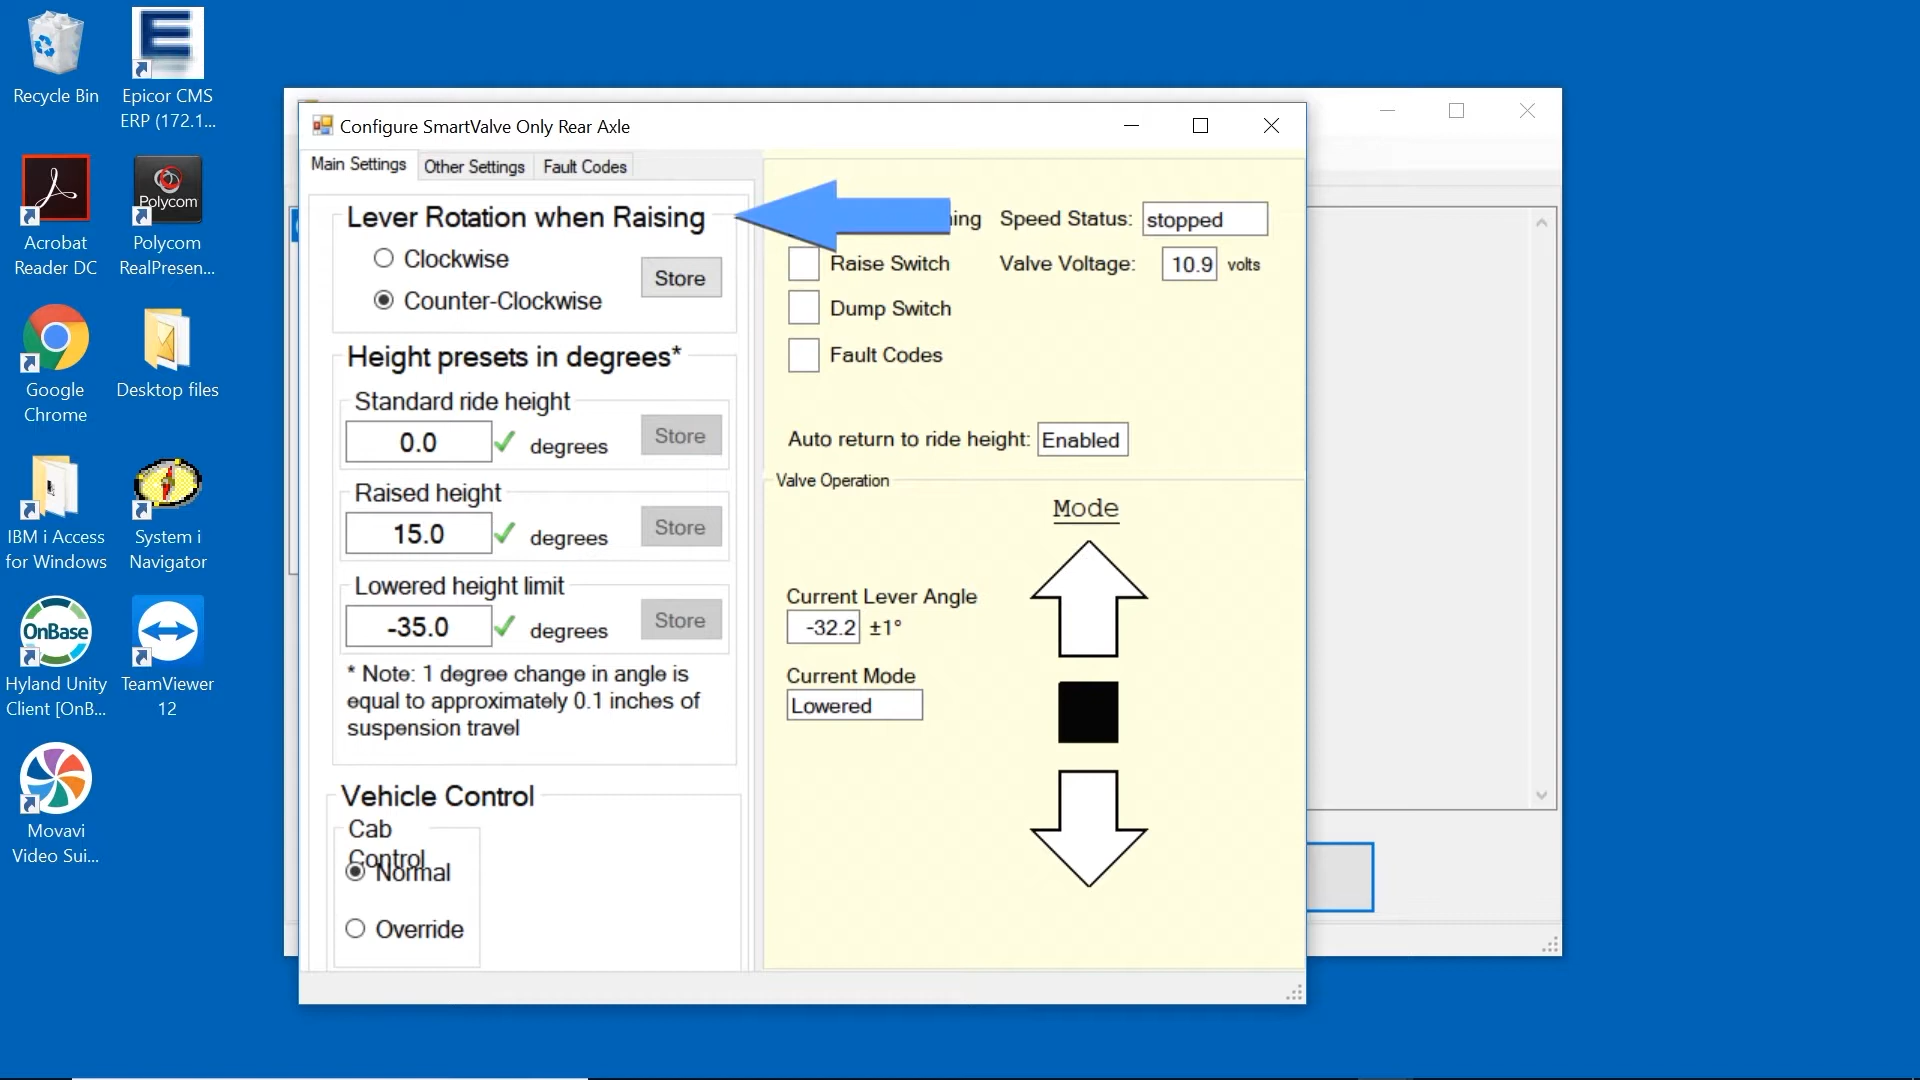 Recycle Bin
Epicor CMS
ERP (172.1...
Acrobat
Reader DC
Polycom
Polycom
RealPresen...
Google
Chrome
Desktop files
IBM i Access
for Windows
System i
Navigator
OnBase
Hyland Unity
Client [OnB...
TeamViewer
12
Movavi
Video Sui...
Configure SmartValve Only Rear Axle
Main Settings
Other Settings
Fault Codes
Lever Rotation when Raising
Clockwise
Counter-Clockwise
Store
Height presets in degrees*
Standard ride height
0.0
degrees
Store
Raised height
15.0
degrees
Store
Lowered height limit
-35.0
degrees
Store
* Note: 1 degree change in angle is
equal to approximately 0.1 inches of
suspension travel
Vehicle Control
Cab
Control
Normal
Override
Speed Status: stopped
Raise Switch
Valve Voltage: 10.9 volts
Dump Switch
Fault Codes
Auto return to ride height: Enabled
Valve Operation
Mode
Current Lever Angle
-32.2 ±1°
Current Mode
Lowered